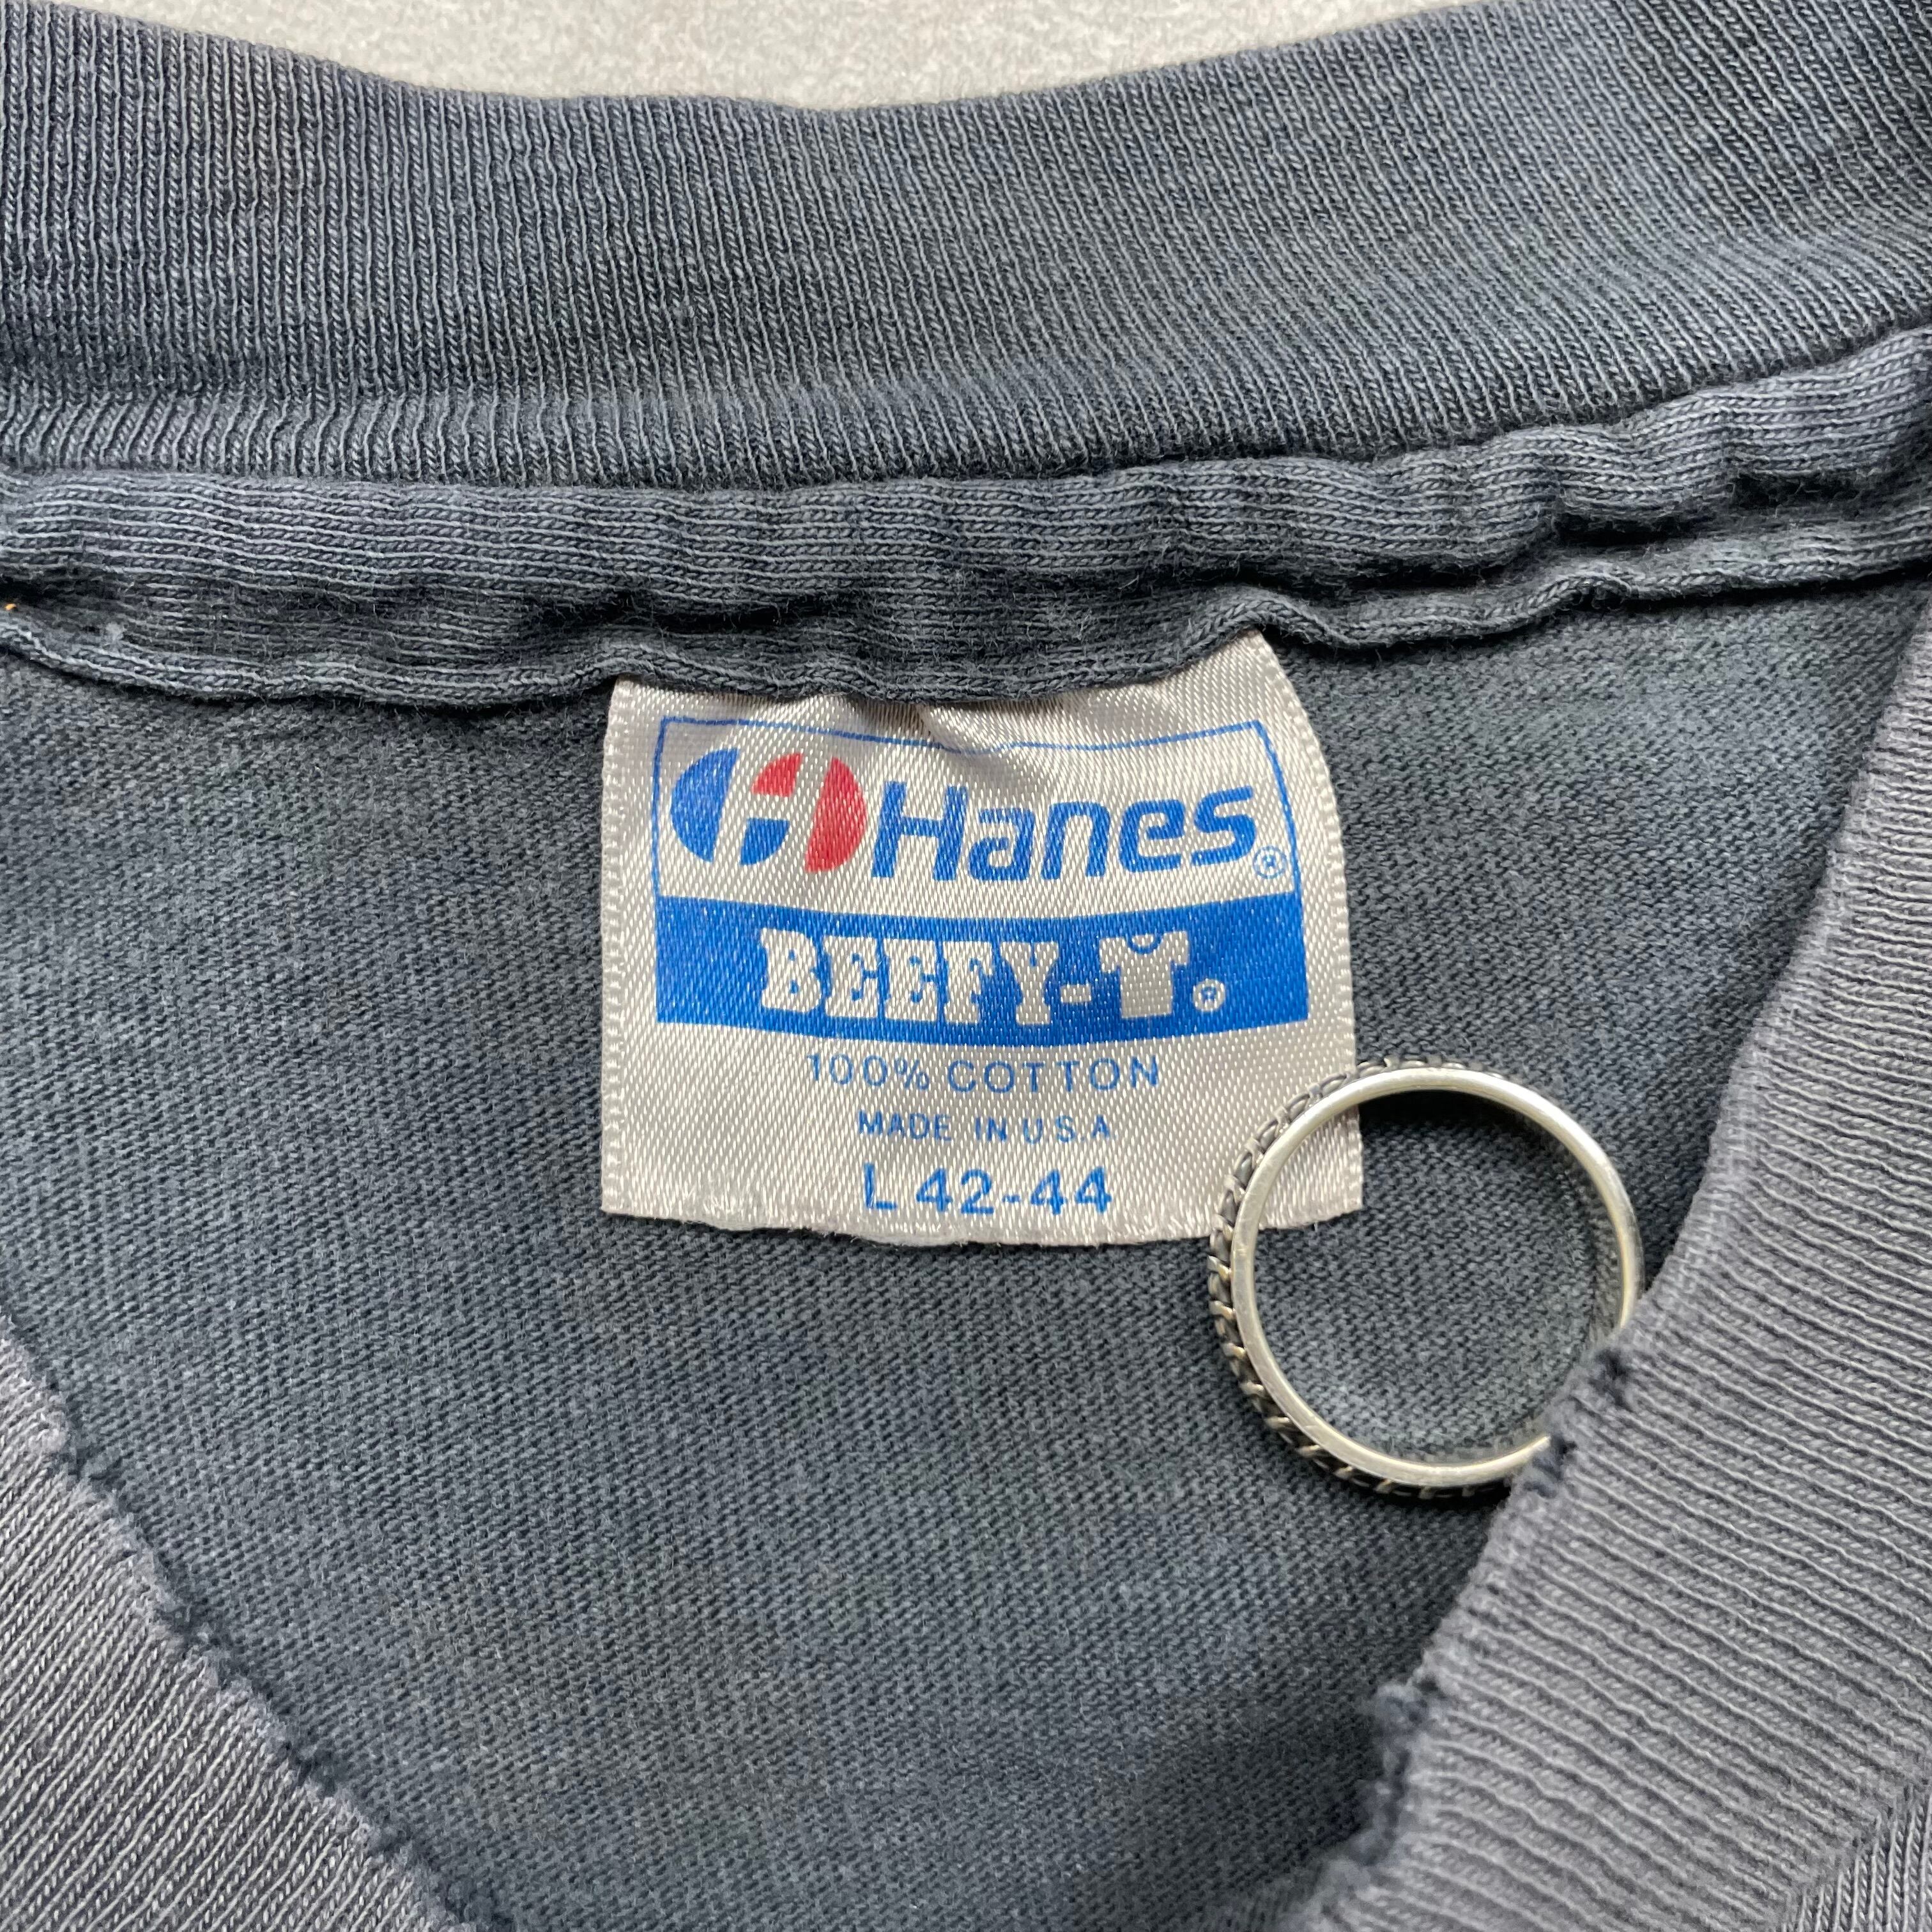 Hanes®
BEEFY-T®
100% COTTON
MADE IN U.S.A
L 42-44